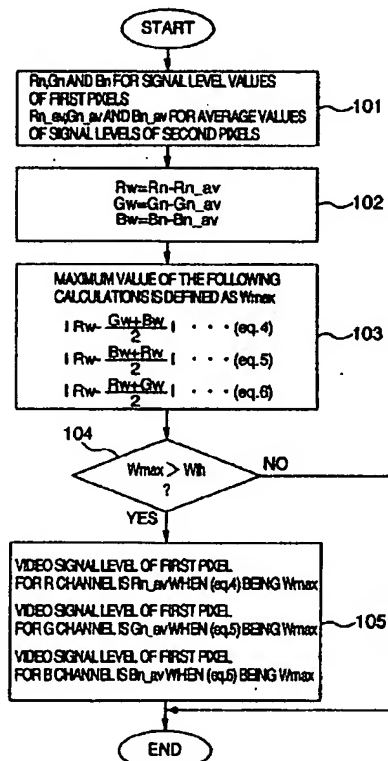 START
Rn,Gn AND Bn FOR SIGNAL LEVEL VALUES
OF FIRST PIXELS
Rn_av,Gn_av AND Bn_av FOR AVERAGE VALUES
OF SIGNAL LEVELS OF SECOND PIXELS
101
Rw=Rn-Rn_av
Gw=Gn-Gn_av
Bw=Bn-Bn_av
102
MAXIMUM VALUE OF THE FOLLOWING
CALCULATIONS IS DEFINED AS Wmax
| Rw- Gw+Bw/2 | · · · (eq.4)
| Rw- Bw+Rw/2 | · · · (eq.5)
| Rw- Rw+Gw/2 | · · · (eq.6)
103
104
Wmax > Wth
?
NO
YES
VIDEO SIGNAL LEVEL OF FIRST PIXEL
FOR R CHANNEL IS Rn_av WHEN (eq.4) BEING Wmax
VIDEO SIGNAL LEVEL OF FIRST PIXEL
FOR G CHANNEL IS Gn_av WHEN (eq.5) BEING Wmax
VIDEO SIGNAL LEVEL OF FIRST PIXEL
FOR B CHANNEL IS Bn_av WHEN (eq.6) BEING Wmax
105
END